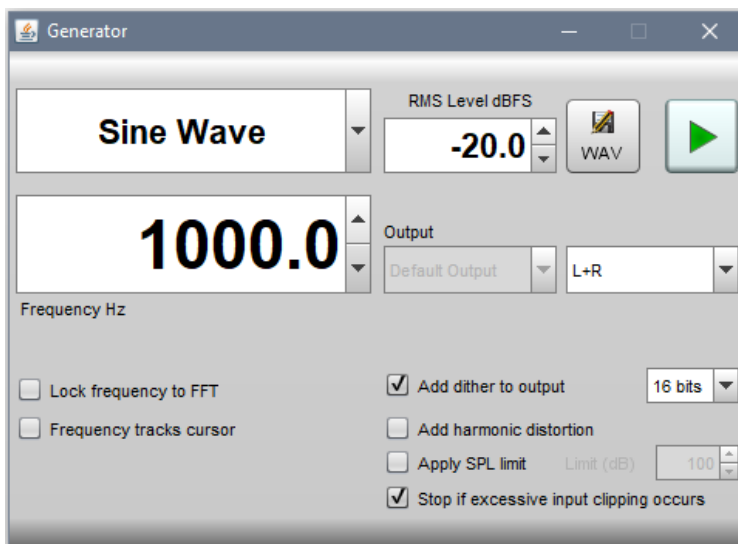 Generator
RMS Level dBFS
Sine Wave
-20.0
WAV
1000.0
Output
Default Output
L+R
Frequency Hz
Lock frequency to FFT
Add dither to output
16 bits
Frequency tracks cursor
Add harmonic distortion
Apply SPL limit
Limit (dB)
100
Stop if excessive input clipping occurs